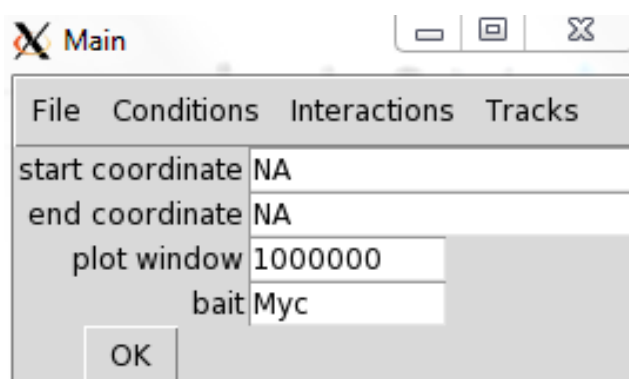 Main
File Conditions Interactions Tracks
start coordinate NA
end coordinate NA
plot window 1000000
bait Myc
OK